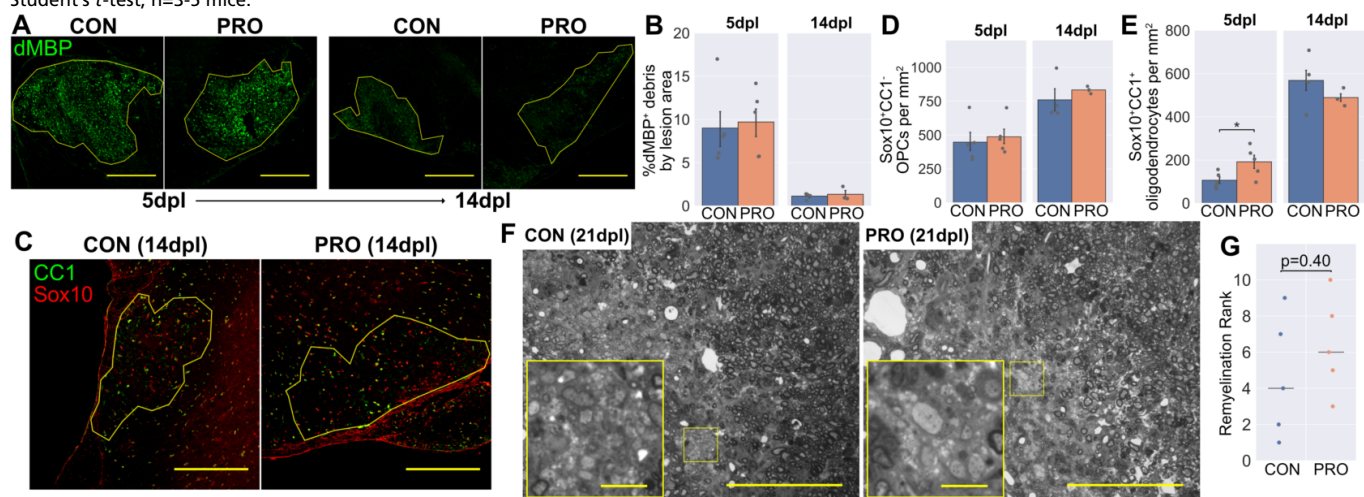 Student's t-test, n=3-5 mice.
A
CON
PRO
CON
PRO
dMBP
5dpl
14dpl
B
5dpl
14dpl
%dMBP⁺ debris
by lesion area
20
15
10
5
0
CON PRO
CON PRO
D
5dpl
14dpl
Sox10⁺CC1⁻
OPCs per mm²
1000
750
500
250
0
CON PRO
CON PRO
E
5dpl
14dpl
Sox10⁺CC1⁺
oligodendrocytes per mm²
800
600
400
200
0
*
CON PRO
CON PRO
C
CON (14dpl)
PRO (14dpl)
CC1
Sox10
F
CON (21dpl)
PRO (21dpl)
G
p=0.40
Remyelination Rank
10
8
6
4
2
0
CON PRO